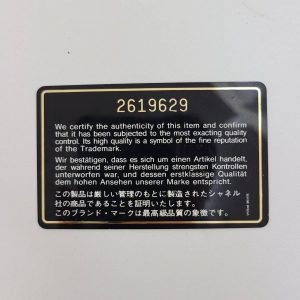 2619629
We certify the authenticity of this item and confirm
that it has been subjected to the most exacting quality
control. Its high quality is a symbol of the fine reputation
of the Trademark.
Wir bestätigen, dass es sich um einen Artikel handelt,
der während seiner Herstellung strengsten Kontrollen
unterworfen war, und dessen erstklassige Qualität
dem hohen Ansehen unserer Marke entspricht.
この製品は厳しい管理のもとに製造されたシャネル
社の商品であることを証明いたします。
このブランド・マークは最高級品質の象徴です。